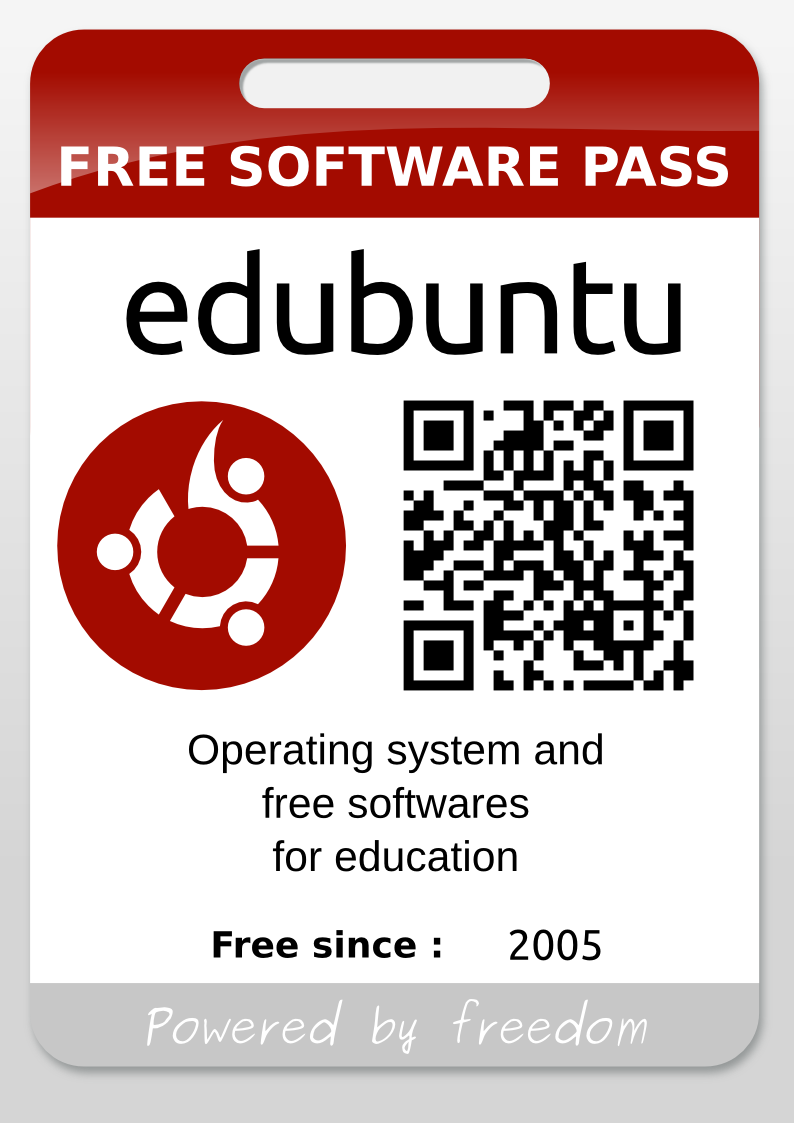 FREE SOFTWARE PASS
edubuntu
Operating system and
free softwares
for education
Free since : 2005
Powered by freedom